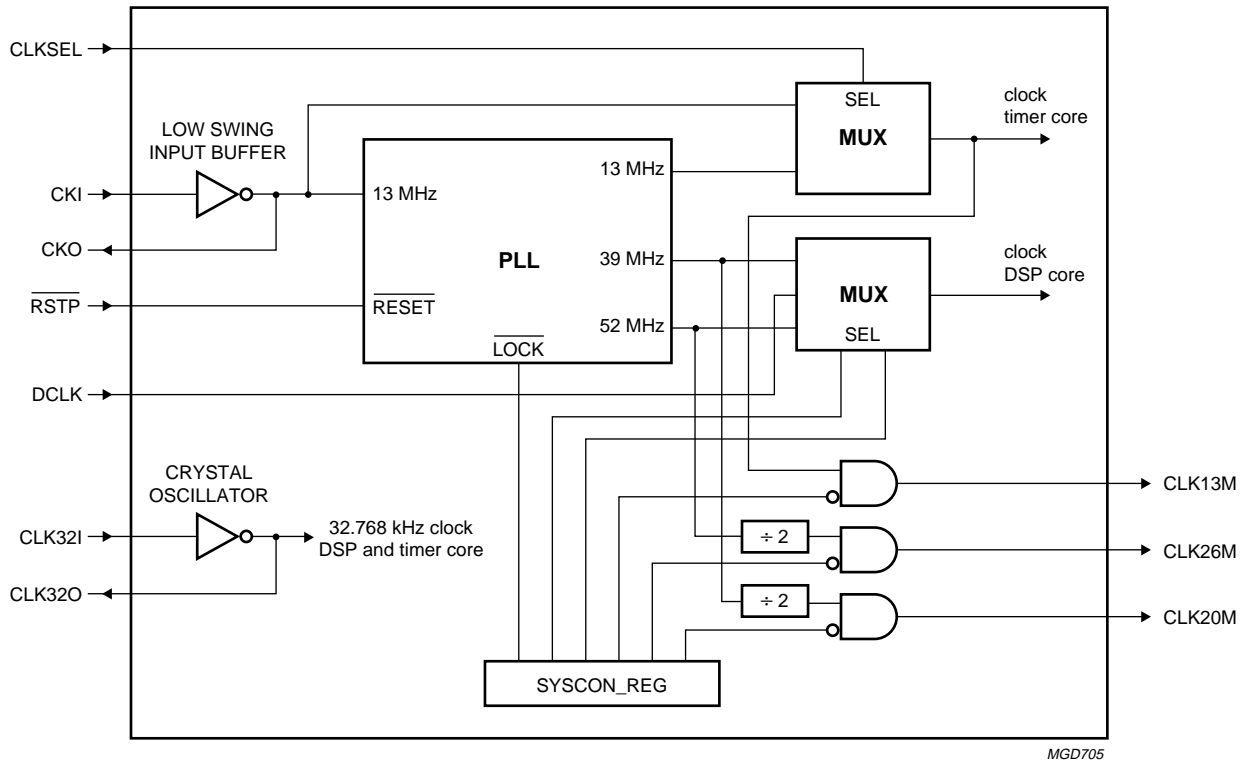 CLKSEL
SEL
MUX
clock
timer core
LOW SWING
INPUT BUFFER
CKI
13 MHz
13 MHz
CKO
PLL
39 MHz
MUX
SEL
clock
DSP core
RSTP
RESET
52 MHz
LOCK
DCLK
CRYSTAL
OSCILLATOR
CLK32I
32.768 kHz clock
DSP and timer core
CLK32O
CLK13M
÷ 2
CLK26M
÷ 2
CLK20M
SYSCON_REG
MGD705